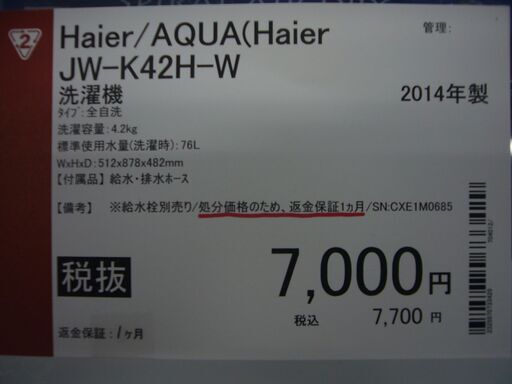 2
Haier/AQUA(Haier
管理:
JW-K42H-W
洗濯機
2014年製
タイプ:全自洗
洗濯容量:4.2kg
標準使用水量(洗濯時):76L
WxHxD:512x878x482mm
【付属品】給水・排水ホース
【備考】 ※給水栓別売り/処分価格のため、返金保証1ヵ月/SN:CXE1M0685
税抜
7,000円
税込 7,700円
返金保証:1ヶ月